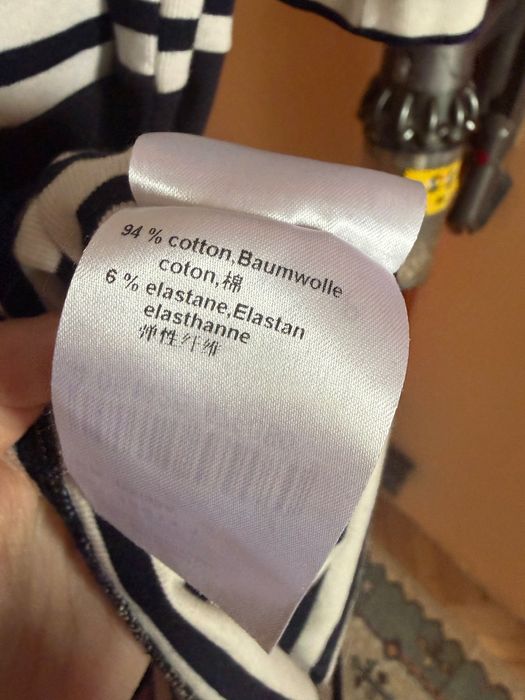 94 % cotton,Baumwolle
coton,棉
6 % elastane,Elastan
elasthanne
弹性纤维